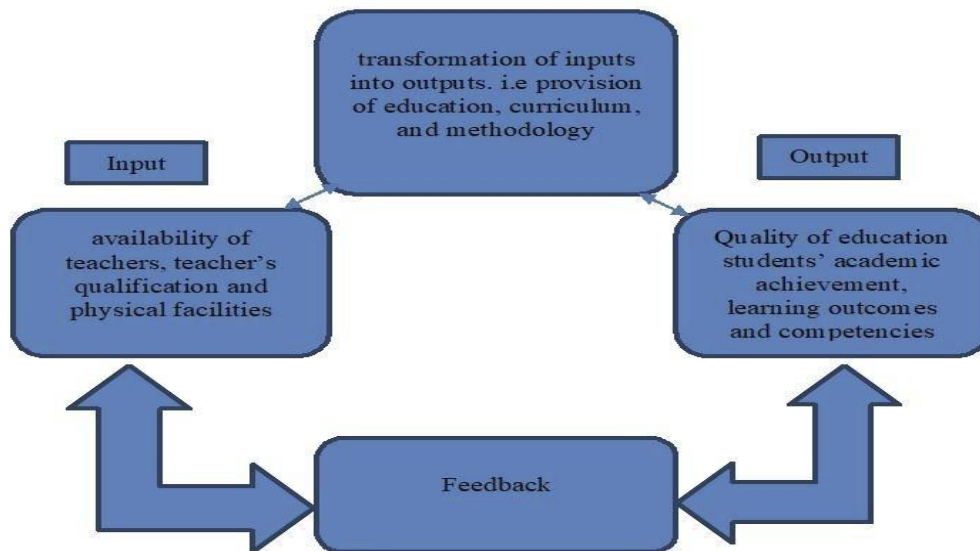 transformation of inputs
into outputs. i.e provision
of education, curriculum,
and methodology
Input
Output
availability of
teachers, teacher's
qualification and
physical facilities
Quality of education
students' academic
achievement,
learning outcomes
and competencies
Feedback